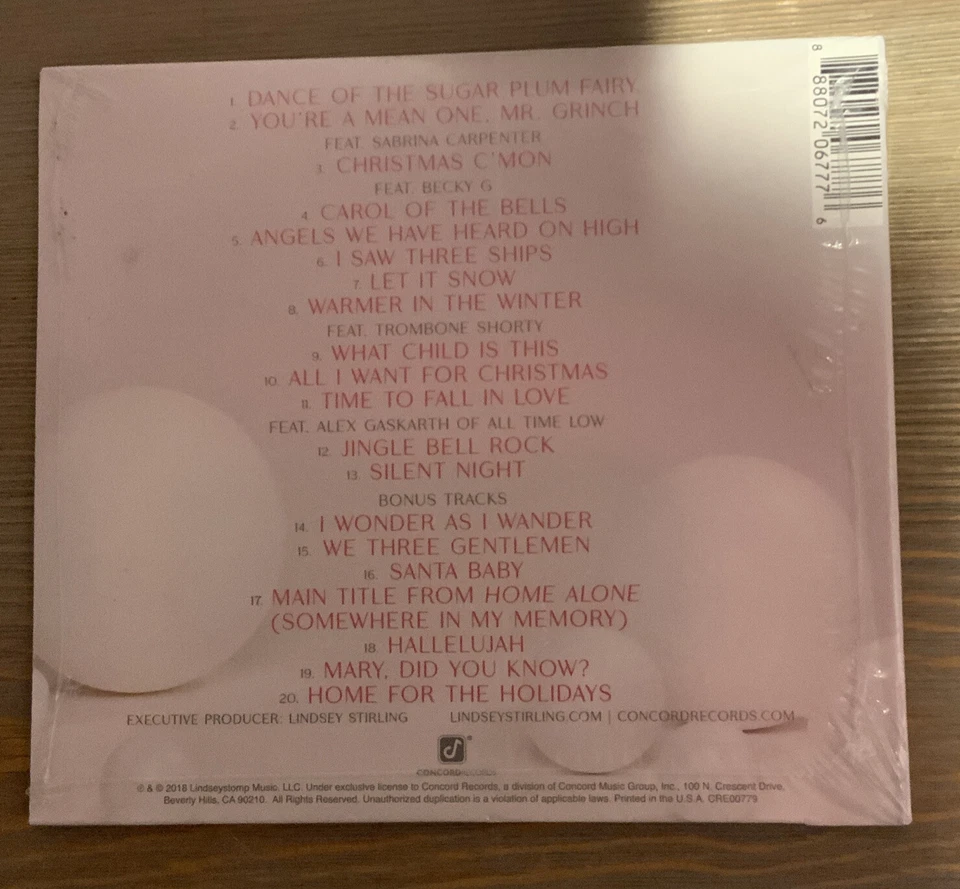 1. DANCE OF THE SUGAR PLUM FAIRY
2. YOU'RE A MEAN ONE, MR. GRINCH
FEAT. SABRINA CARPENTER
3. CHRISTMAS C'MON
FEAT. BECKY G
4. CAROL OF THE BELLS
5. ANGELS WE HAVE HEARD ON HIGH
6. I SAW THREE SHIPS
7. LET IT SNOW
8. WARMER IN THE WINTER
FEAT. TROMBONE SHORTY
9. WHAT CHILD IS THIS
10. ALL I WANT FOR CHRISTMAS
11. TIME TO FALL IN LOVE
FEAT. ALEX GASKARTH OF ALL TIME LOW
12. JINGLE BELL ROCK
13. SILENT NIGHT
BONUS TRACKS
14. I WONDER AS I WANDER
15. WE THREE GENTLEMEN
16. SANTA BABY
17. MAIN TITLE FROM HOME ALONE
(SOMEWHERE IN MY MEMORY)
18. HALLELUJAH
19. MARY, DID YOU KNOW?
20. HOME FOR THE HOLIDAYS
EXECUTIVE PRODUCER: LINDSEY STIRLING LINDSEYSTIRLING.COM | CONCORDRECORDS.COM
CONCORD RECORDS
℗ & © 2018 Lindseystomp Music, LLC. Under exclusive license to Concord Records, a division of Concord Music Group, Inc., 100 N. Crescent Drive,
Beverly Hills, CA 90210. All Rights Reserved. Unauthorized duplication is a violation of applicable laws. Printed in the U.S.A. CRE00779
8 88072 06777 6